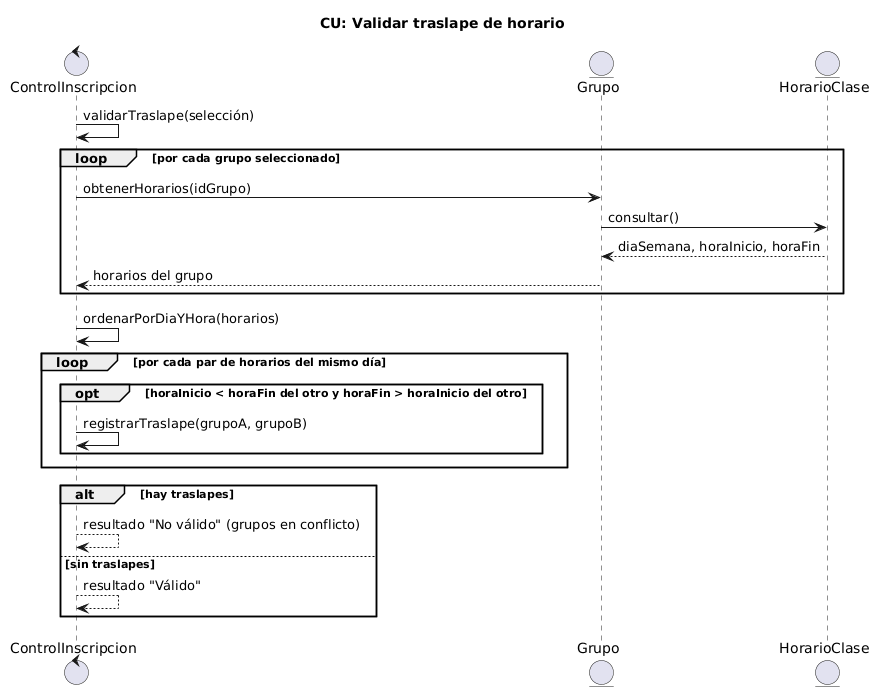 CU: Validar traslape de horario
ControlInscripcion
Grupo
HorarioClase
validarTraslape(selección)
loop [por cada grupo seleccionado]
obtenerHorarios(idGrupo)
consultar()
diaSemana, horaInicio, horaFin
horarios del grupo
ordenarPorDiaYHora(horarios)
loop [por cada par de horarios del mismo día]
opt [horaInicio < horaFin del otro y horaFin > horaInicio del otro]
registrarTraslape(grupoA, grupoB)
alt [hay traslapes]
resultado "No válido" (grupos en conflicto)
[sin traslapes]
resultado "Válido"
ControlInscripcion
Grupo
HorarioClase